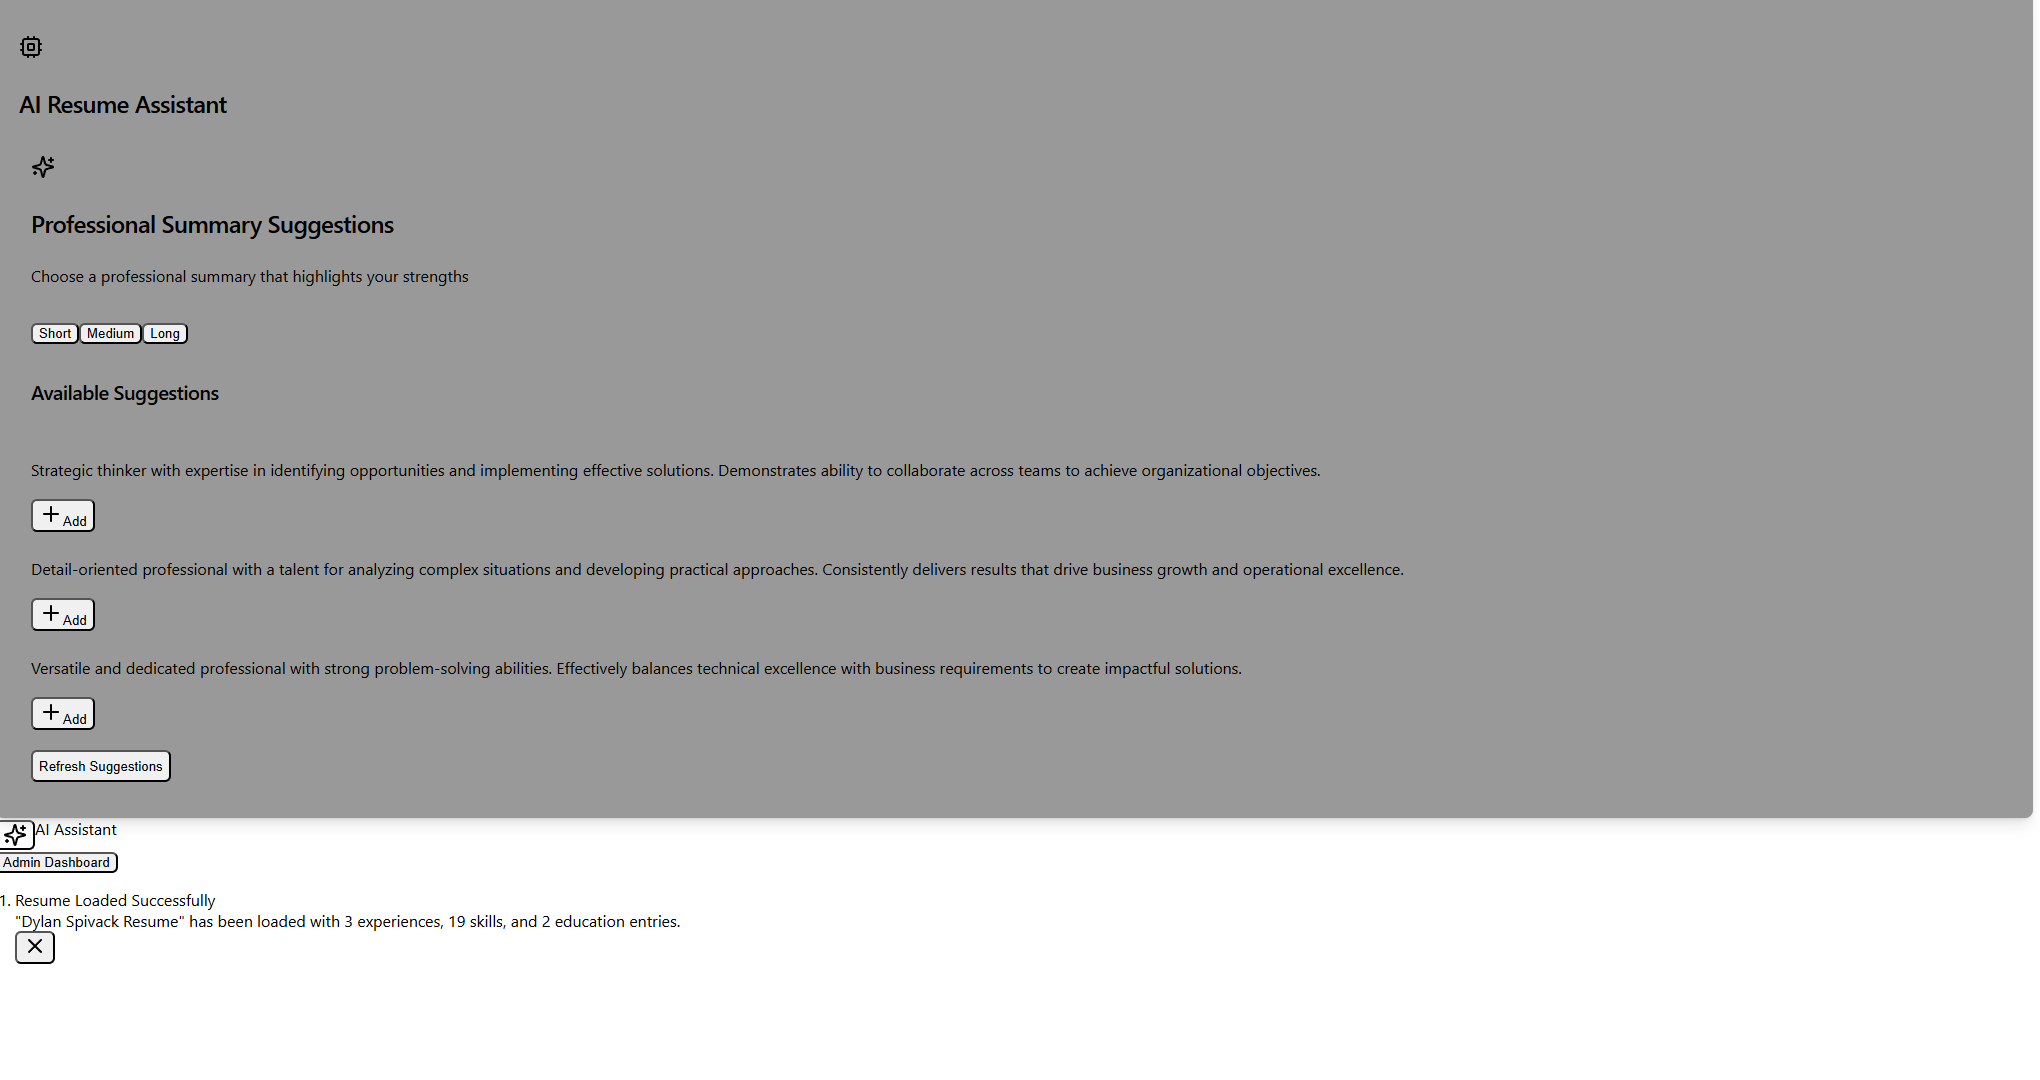 AI Resume Assistant
Professional Summary Suggestions
Choose a professional summary that highlights your strengths
Short Medium Long
Available Suggestions
Strategic thinker with expertise in identifying opportunities and implementing effective solutions. Demonstrates ability to collaborate across teams to achieve organizational objectives.
Add
Detail-oriented professional with a talent for analyzing complex situations and developing practical approaches. Consistently delivers results that drive business growth and operational excellence.
Add
Versatile and dedicated professional with strong problem-solving abilities. Effectively balances technical excellence with business requirements to create impactful solutions.
Add
Refresh Suggestions
AI Assistant
Admin Dashboard
1. Resume Loaded Successfully
"Dylan Spivack Resume" has been loaded with 3 experiences, 19 skills, and 2 education entries.